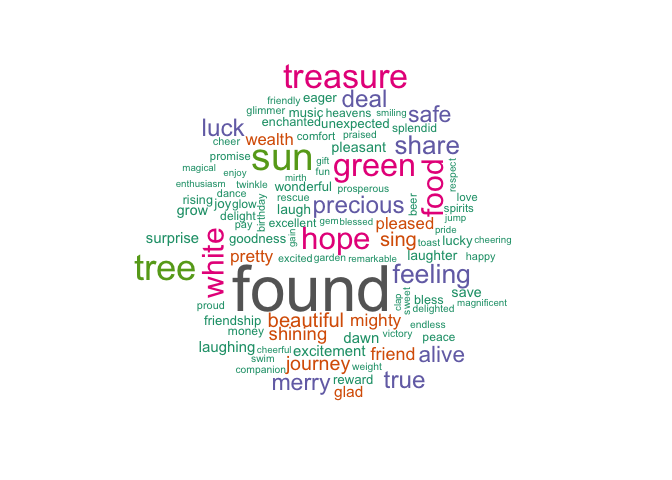 treasure
friendly eager deal
glimmer music heavens smiling safe
luck enchanted unexpected splendid
cheer wealth comfort praised
promise sun pleasant share
magical enjoy gift fun green food respect
enthusiasm twinkle mirth wonderful prosperous
rising dance rescue precious beer love
grow joy glow birthday laugh spirits
delight excellent gem blessed pleased jump
pay gain pride
surprise white goodness hope sing toast lucky cheering
pretty excited garden remarkable laughter happy
tree found feeling
clap sweet save
proud bless magnificent
friendship beautiful mighty delighted
money shining dawn victory endless peace
laughing cheerful excitement friend alive
swim journey weight
companion merry reward true
glad